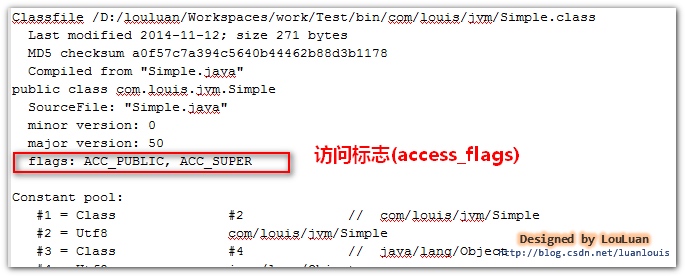 Classfile /D:/louluan/Workspaces/work/Test/bin/com/louis/jvm/Simple.class
Last modified 2014-11-12; size 271 bytes
MD5 checksum a0f57c7a394c5640b44462b88d3b1178
Compiled from "Simple.java"
public class com.louis.jvm.Simple
SourceFile: "Simple.java"
minor version: 0
major version: 50
flags: ACC_PUBLIC, ACC_SUPER
访问标志(access_flags)
Constant pool:
#1 = Class #2 // com/louis/jvm/Simple
#2 = Utf8 com/louis/jvm/Simple
#3 = Class #4 // java/lang/Object
Designed by LouLuan
http://blog.csdn.net/luanlouis